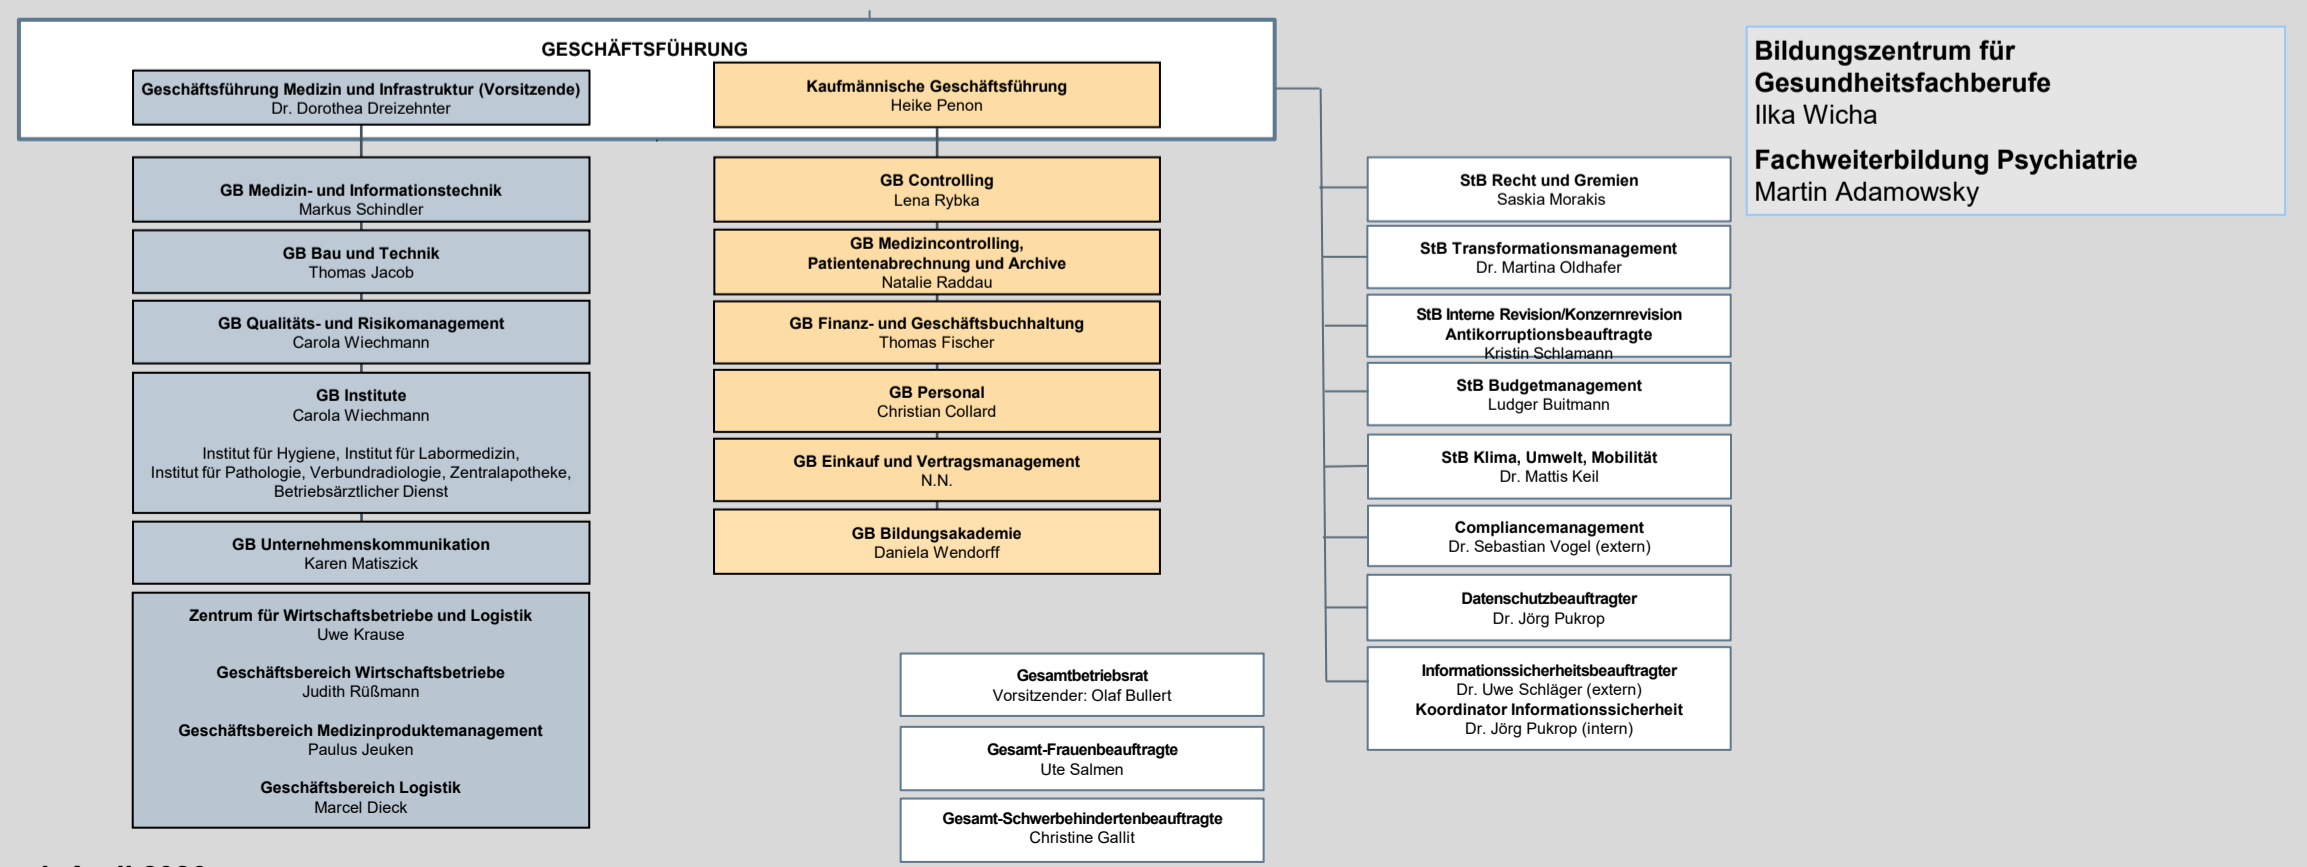 GESCHÄFTSFÜHRUNG
Geschäftsführung Medizin und Infrastruktur (Vorsitzende)
Dr. Dorothea Dreizehnter
Kaufmännische Geschäftsführung
Heike Penon
GB Medizin- und Informationstechnik
Markus Schindler
GB Bau und Technik
Thomas Jacob
GB Qualitäts- und Risikomanagement
Carola Wiechmann
GB Institute
Carola Wiechmann
Institut für Hygiene, Institut für Labormedizin,
Institut für Pathologie, Verbundradiologie, Zentralapotheke,
Betriebsärztlicher Dienst
GB Unternehmenskommunikation
Karen Matiszick
Zentrum für Wirtschaftsbetriebe und Logistik
Uwe Krause
Geschäftsbereich Wirtschaftsbetriebe
Judith Rüßmann
Geschäftsbereich Medizinproduktemanagement
Paulus Jeuken
Geschäftsbereich Logistik
Marcel Dieck
GB Controlling
Lena Rybka
GB Medizincontrolling,
Patientenabrechnung und Archive
Natalie Raddau
GB Finanz- und Geschäftsbuchhaltung
Thomas Fischer
GB Personal
Christian Collard
GB Einkauf und Vertragsmanagement
N.N.
GB Bildungsakademie
Daniela Wendorff
Gesamtbetriebsrat
Vorsitzender: Olaf Bullert
Gesamt-Frauenbeauftragte
Ute Salmen
Gesamt-Schwerbehindertenbeauftragte
Christine Gallit
StB Recht und Gremien
Saskia Morakis
StB Transformationsmanagement
Dr. Martina Oldhafer
StB Interne Revision/Konzernrevision
Antikorruptionsbeauftragte
Kristin Schlamann
StB Budgetmanagement
Ludger Buitmann
StB Klima, Umwelt, Mobilität
Dr. Mattis Keil
Compliancemanagement
Dr. Sebastian Vogel (extern)
Datenschutzbeauftragter
Dr. Jörg Pukrop
Informationssicherheitsbeauftragter
Dr. Uwe Schläger (extern)
Koordinator Informationssicherheit
Dr. Jörg Pukrop (intern)
Bildungszentrum für
Gesundheitsfachberufe
Ilka Wicha
Fachweiterbildung Psychiatrie
Martin Adamowsky